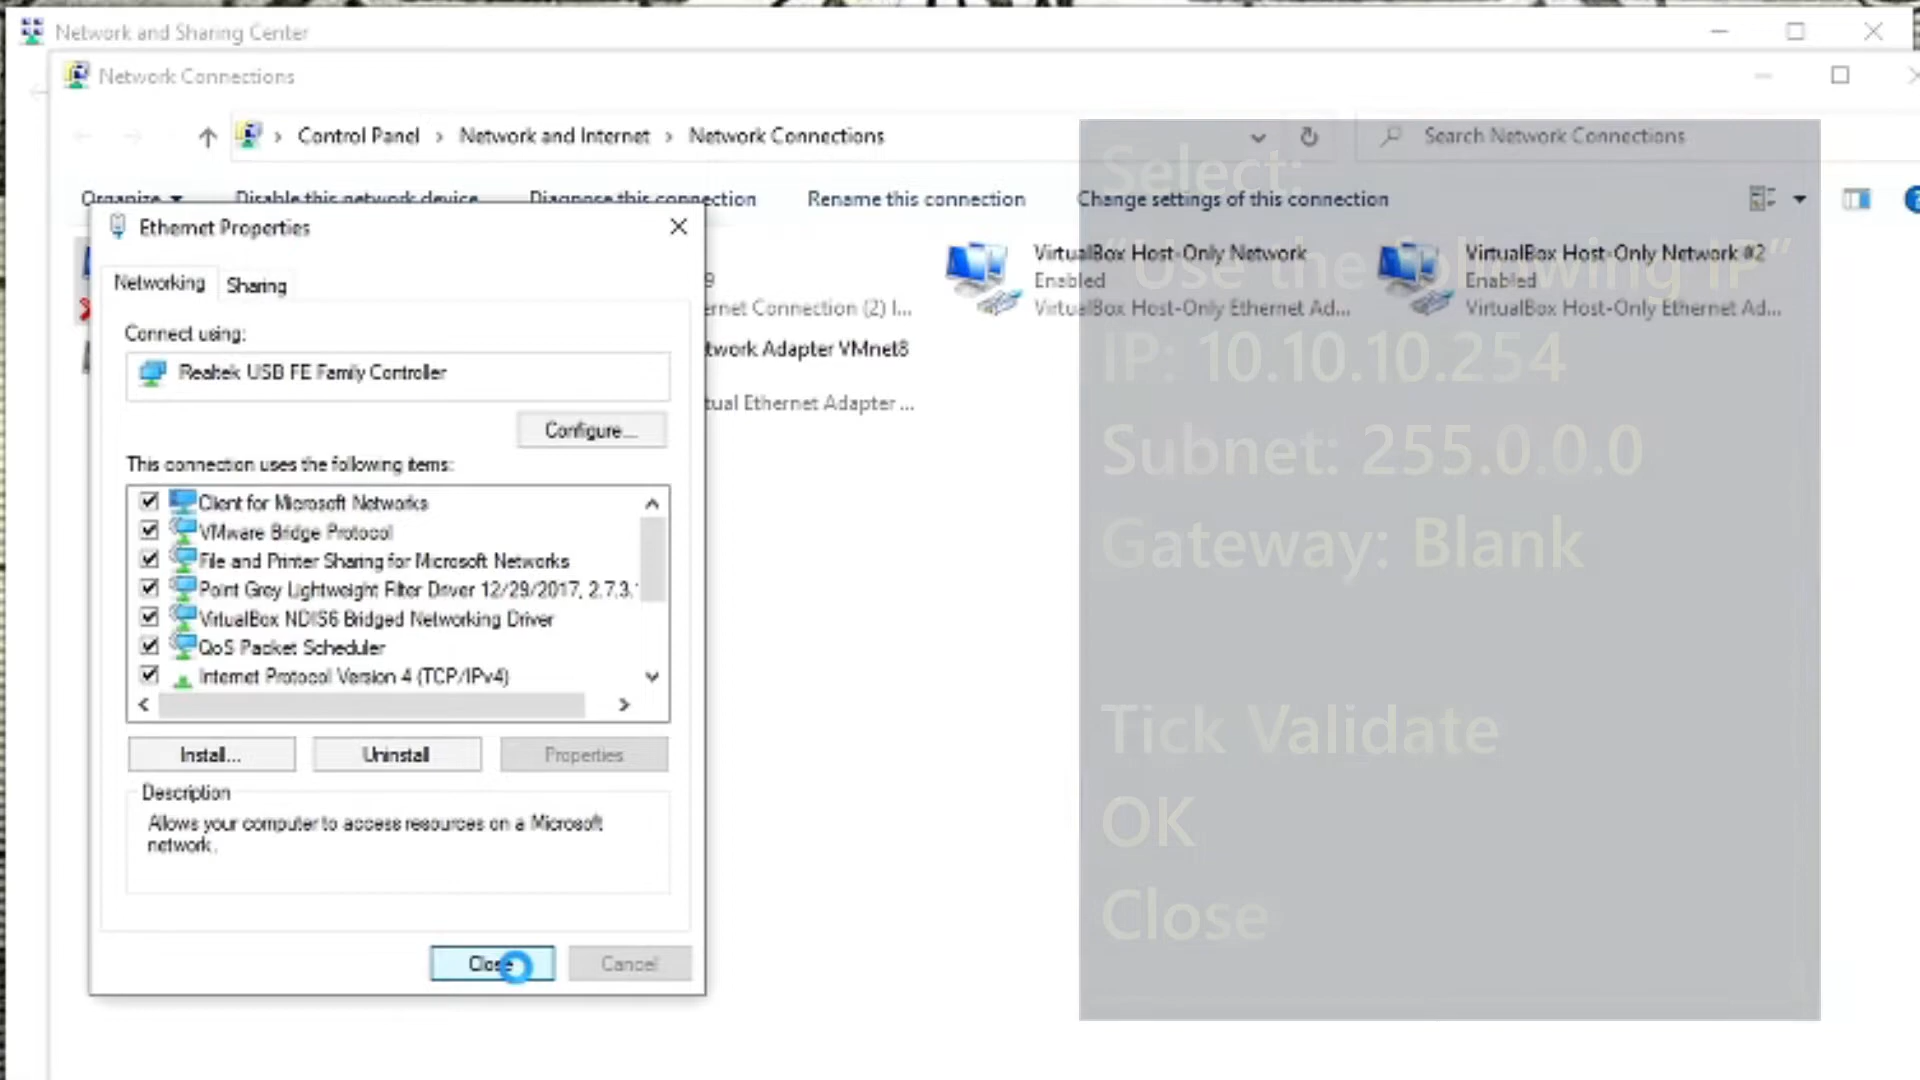 Network and Sharing Center
Network Connections
Control Panel › Network and Internet › Network Connections
Search Network Connections
Organize
Disable this network device
Diagnose this connection
Rename this connection
Change settings of this connection
Ethernet Properties
Networking
Sharing
Connect using:
Realtek USB FE Family Controller
Configure...
This connection uses the following items:
Client for Microsoft Networks
VMware Bridge Protocol
File and Printer Sharing for Microsoft Networks
Point Grey Lightweight Filter Driver 12/29/2017, 2.7.3.
VirtualBox NDIS6 Bridged Networking Driver
QoS Packet Scheduler
Internet Protocol Version 4 (TCP/IPv4)
Install...
Uninstall
Properties
Description
Allows your computer to access resources on a Microsoft
network.
Close
Cancel
9
ernet Connection (2) I...
twork Adapter VMnet8
tual Ethernet Adapter ...
VirtualBox Host-Only Network
Enabled
VirtualBox Host-Only Ethernet Ad...
VirtualBox Host-Only Network #2
Enabled
VirtualBox Host-Only Ethernet Ad...
Select:
“Use the following IP”
IP: 10.10.10.254
Subnet: 255.0.0.0
Gateway: Blank
Tick Validate
OK
Close